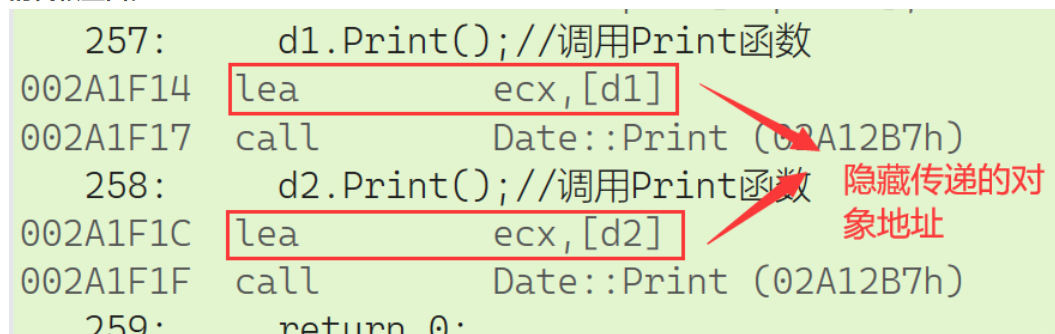 257: d1.Print();//调用Print函数
002A1F14 lea ecx,[d1]
002A1F17 call Date::Print (02A12B7h)
258: d2.Print();//调用Print函数
隐藏传递的对
象地址
002A1F1C lea ecx,[d2]
002A1F1F call Date::Print (02A12B7h)
259: return 0;